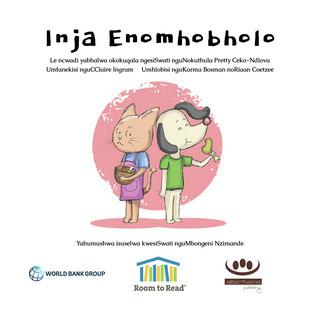 Inja Enomhobholo
Le ncwadi yabhalwa okokuqala ngesiSwati nguNokuthula Pretty Ceko-Ndlovu
Umfanekisi nguCClaire Ingram Umhlobisi nguKarma Bosman noRiaan Coetzee
Yahumushwa isuselwa kwesiSwati nguMbongeni Nzimande
WORLD BANK GROUP
Room to Read®